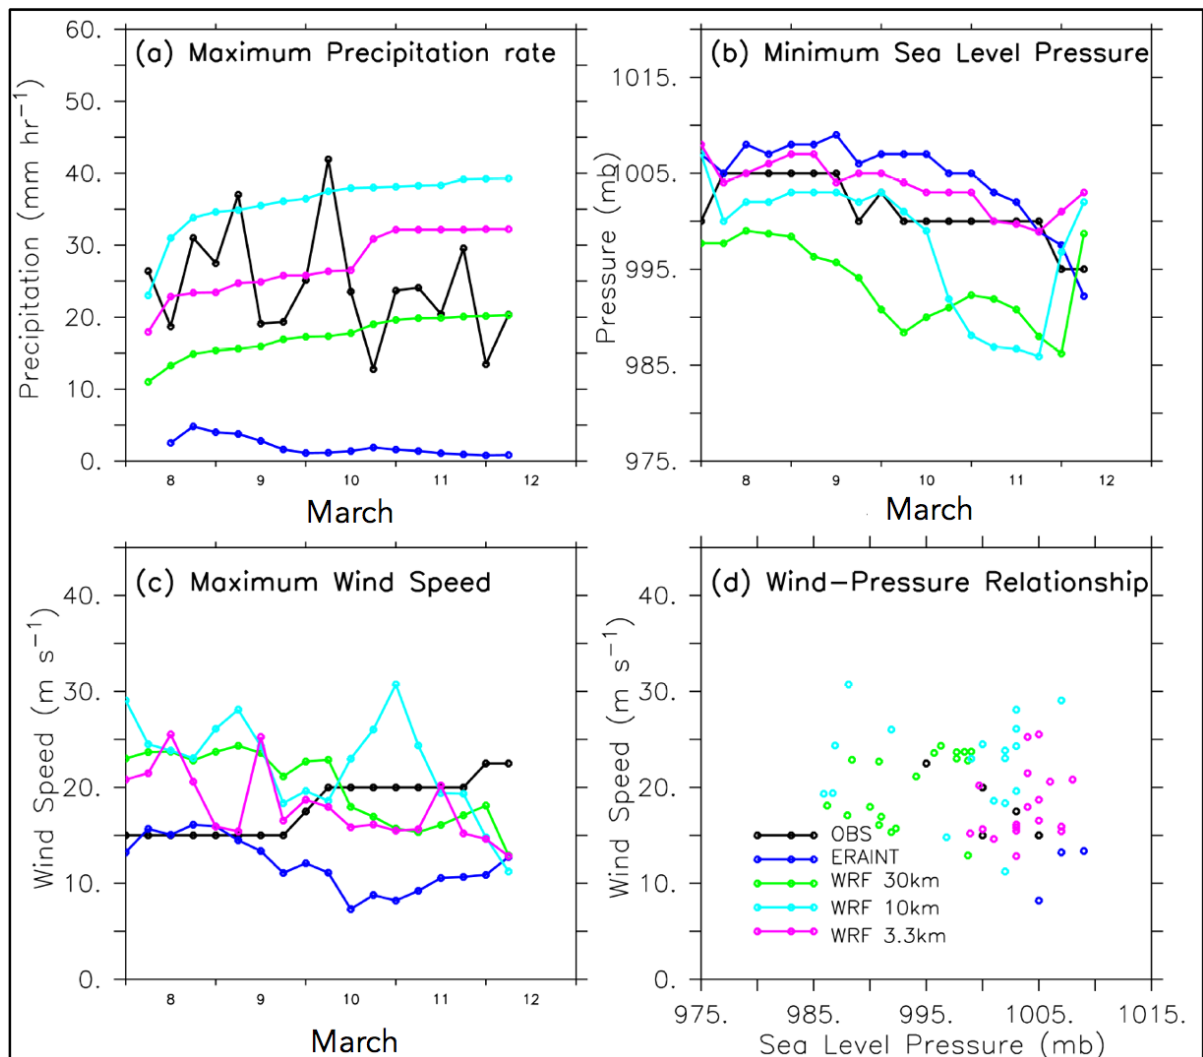 (a) Maximum Precipitation rate
Precipitation (mm hr⁻¹)
60.
50.
40.
30.
20.
10.
0.
8 9 10 11 12
March
(b) Minimum Sea Level Pressure
Pressure (mb)
1015.
1005.
995.
985.
975.
8 9 10 11 12
March
(c) Maximum Wind Speed
Wind Speed (m s⁻¹)
40.
30.
20.
10.
0.
8 9 10 11 12
March
(d) Wind-Pressure Relationship
Wind Speed (m s⁻¹)
40.
30.
20.
10.
0.
OBS
ERAINT
WRF 30km
WRF 10km
WRF 3.3km
975. 985. 995. 1005. 1015.
Sea Level Pressure (mb)